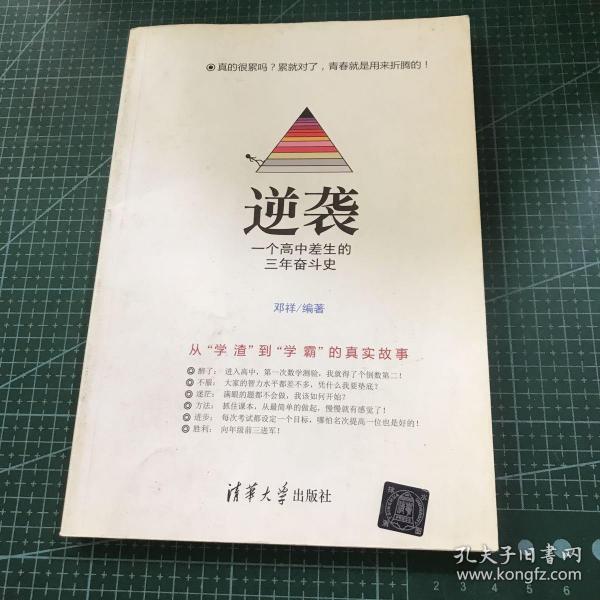 ◉真的很累吗？累就对了，青春就是用来折腾的！
逆袭
一个高中差生的
三年奋斗史
邓祥/编著
从“学渣”到“学霸”的真实故事
◎醉了：进入高中，第一次数学测验，我就得了个倒数第二！
◎不服：大家的智力水平都差不多，凭什么我要垫底？
◎迷茫：满眼的题都不会做，我该如何开始？
◎方法：抓住课本，从最简单的做起，慢慢就有感觉了！
◎进步：每次考试都设定一个目标，哪怕名次提高一位也是好的！
◎胜利：向年级前三进军！
清华大学出版社
孔夫子旧书网
www.kongfz.com
2 3 4 5 6